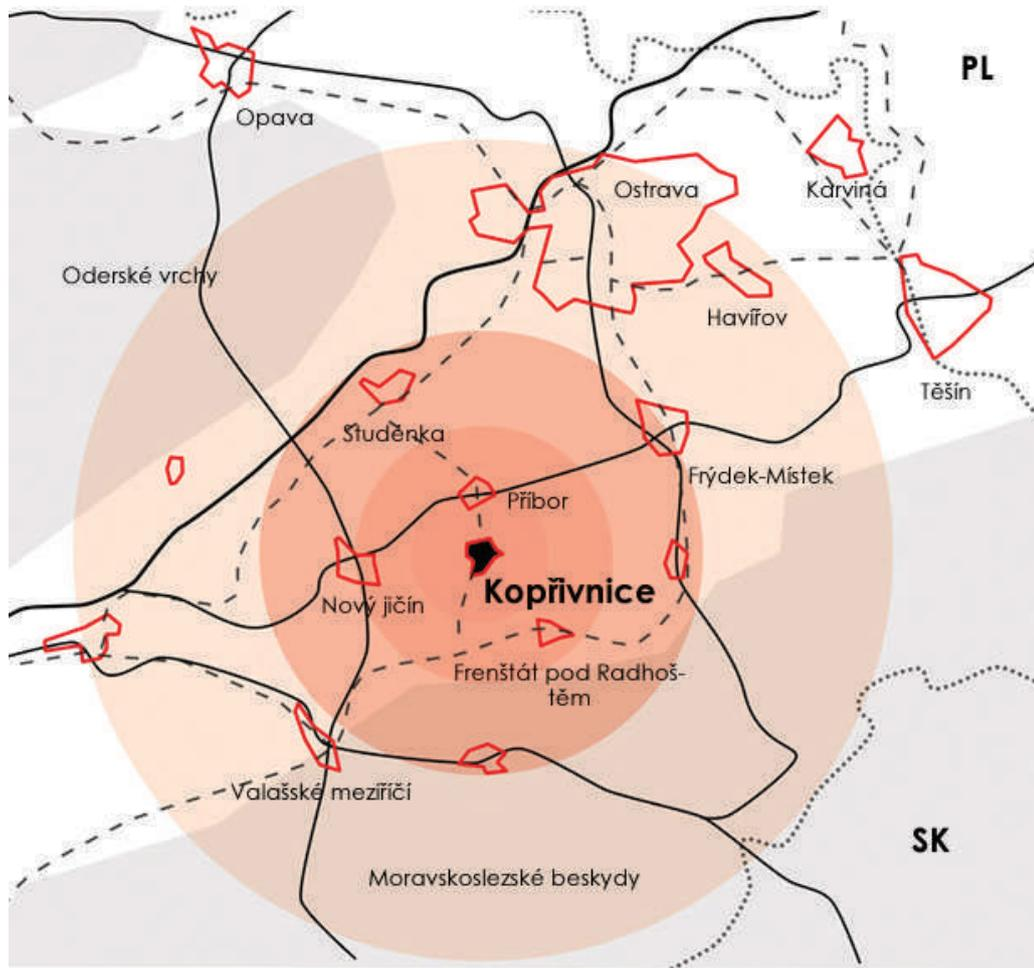 PL
Opava
Ostrava
Karviná
Oderské vrchy
Havířov
Těšín
Studěnka
Frýdek-Místek
Příbor
Kopřivnice
Nový jičín
Frenštát pod Radhoš-
těm
Valašské meziříčí
SK
Moravskoslezské beskydy